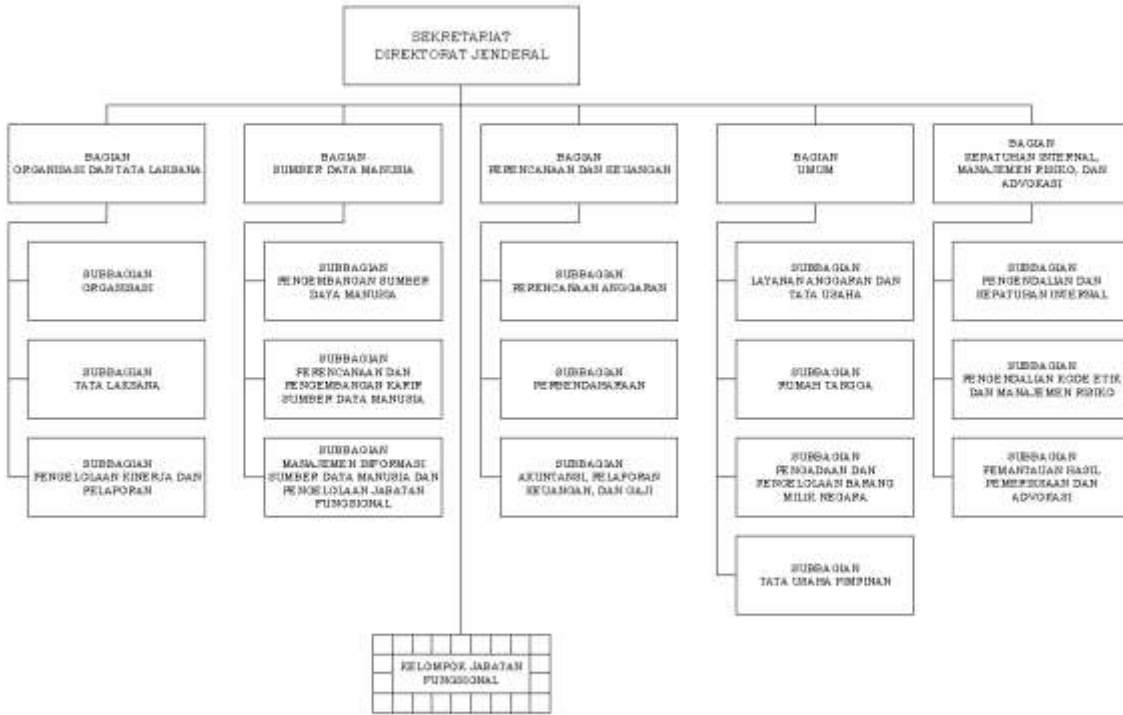 SEKRETARIAT
DIREKTORAT JENDERAL
BAGIAN
ORGANISASI DAN TATA LAKSANA
BAGIAN
SUMBER DAYA MANUSIA
BAGIAN
PERENCANAAN DAN KEUANGAN
BAGIAN
UMUM
BAGIAN
KEPATUHAN INTERNAL,
MANAJEMEN RISIKO, DAN
ADVOKASI
SUBBAGIAN
ORGANISASI
SUBBAGIAN
PENGEMBANGAN SUMBER
DAYA MANUSIA
SUBBAGIAN
PERENCANAAN ANGGARAN
SUBBAGIAN
LAYANAN ANGGARAN DAN
TATA USAHA
SUBBAGIAN
PENGENDALIAN DAN
KEPATUHAN INTERNAL
SUBBAGIAN
TATA LAKSANA
SUBBAGIAN
PERENCANAAN DAN
PENGEMBANGAN KARIR
SUMBER DAYA MANUSIA
SUBBAGIAN
PERBENDAHARAAN
SUBBAGIAN
RUMAH TANGGA
SUBBAGIAN
PENGENDALIAN KODE ETIK
DAN MANAJEMEN RISIKO
SUBBAGIAN
PENGELOLAAN KINERJA DAN
PELAPORAN
SUBBAGIAN
MANAJEMEN INFORMASI
SUMBER DAYA MANUSIA DAN
PENGELOLAAN JABATAN
FUNGSIONAL
SUBBAGIAN
AKUNTANSI, PELAPORAN
KEUANGAN, DAN GAJI
SUBBAGIAN
PENGADAAN DAN
PENGELOLAAN BARANG
MILIK NEGARA
SUBBAGIAN
PEMANTAUAN HASIL
PEMERIKSAAN DAN
ADVOKASI
SUBBAGIAN
TATA USAHA PIMPINAN
KELOMPOK JABATAN
FUNGSIONAL